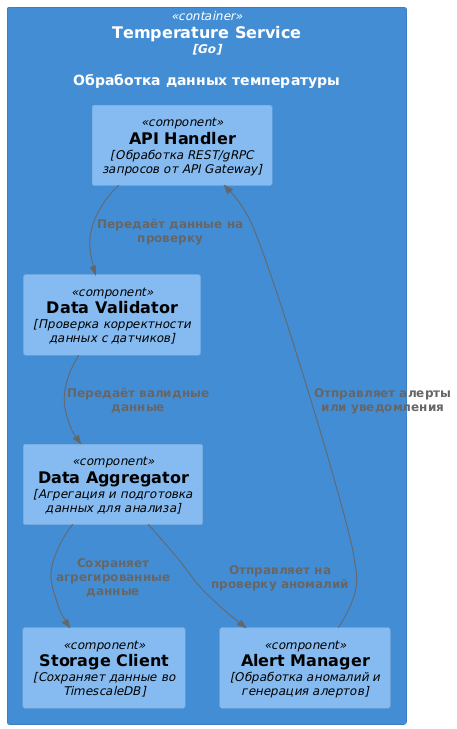 «container»
Temperature Service
[Go]
Обработка данных температуры
«component»
API Handler
[Обработка REST/gRPC
запросов от API Gateway]
Передаёт данные на
проверку
«component»
Data Validator
[Проверка корректности
данных с датчиков]
Передаёт валидные
данные
Отправляет алерты
или уведомления
«component»
Data Aggregator
[Агрегация и подготовка
данных для анализа]
Сохраняет
агрегированные
данные
Отправляет на
проверку аномалий
«component»
Storage Client
[Сохраняет данные во
TimescaleDB]
«component»
Alert Manager
[Обработка аномалий и
генерация алертов]